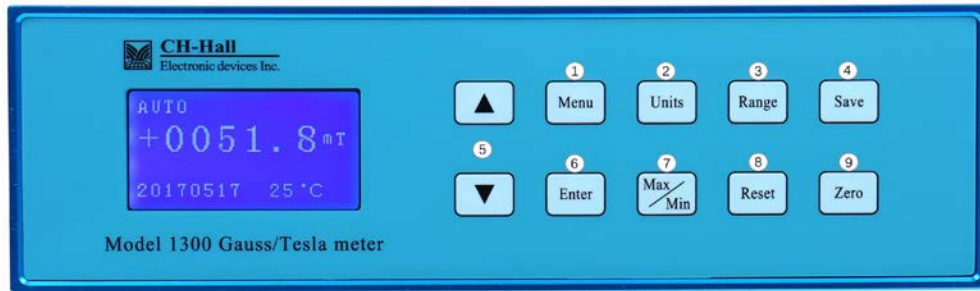 CH-Hall
Electronic devices Inc.
AUTO
+0051.8mT
20170517 25°C
Model 1300 Gauss/Tesla meter
1 2 3 4
▲ Menu Units Range Save
5 6 7 8 9
▼ Enter Max/Min Reset Zero